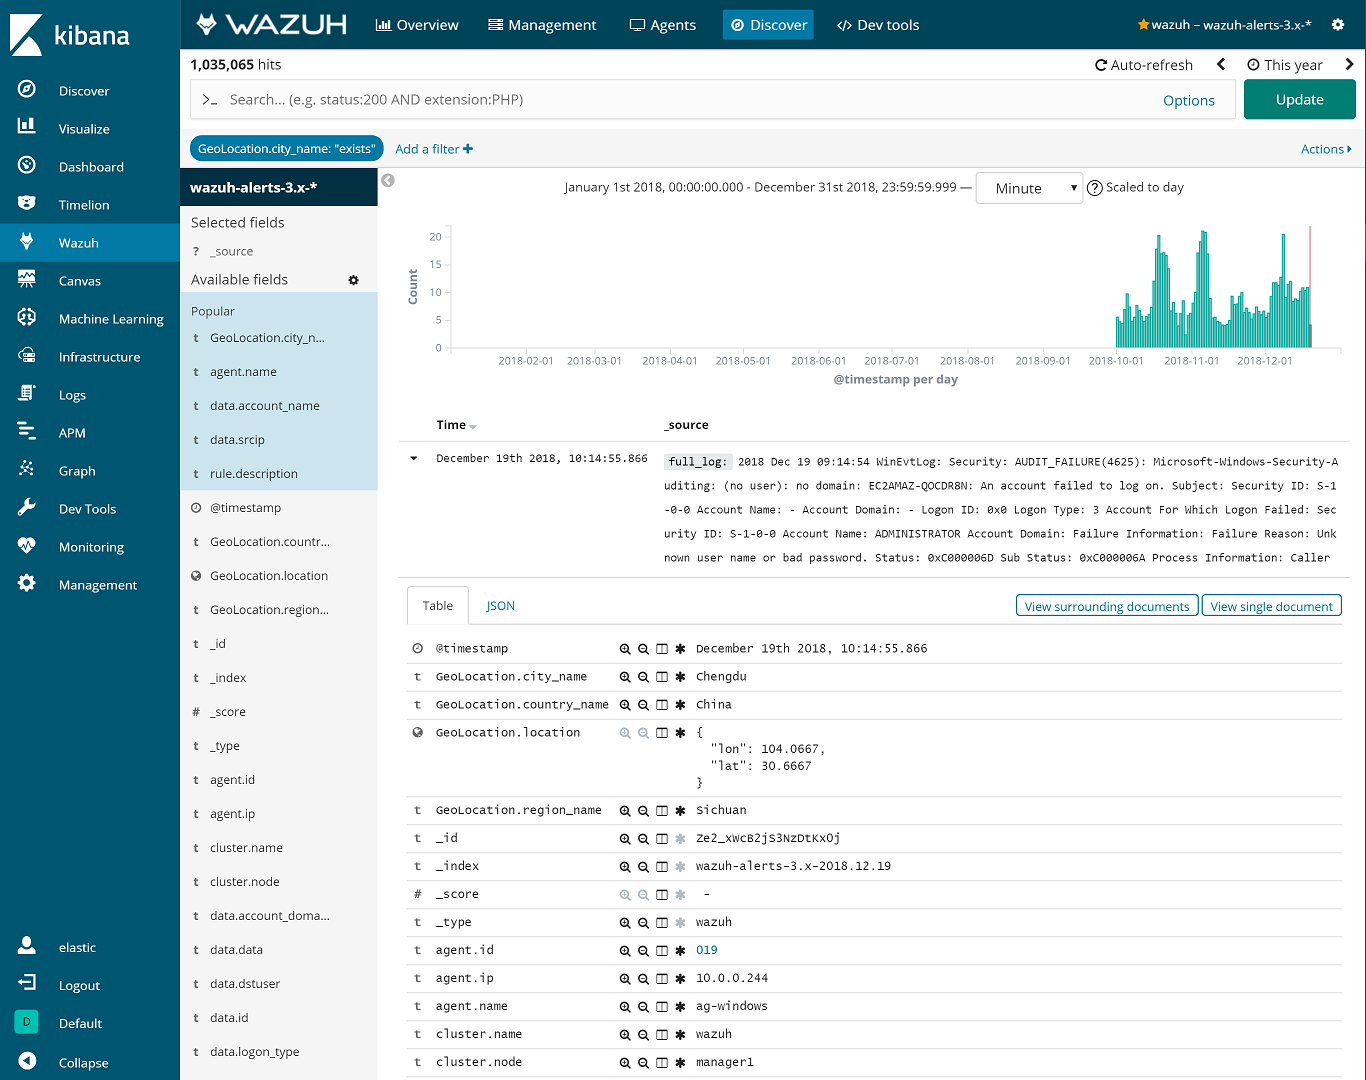 kibana
Discover
Visualize
Dashboard
Timelion
Wazuh
Canvas
Machine Learning
Infrastructure
Logs
APM
Graph
Dev Tools
Monitoring
Management
elastic
Logout
D Default
Collapse
WAZUH Overview Management Agents Discover </> Dev tools wazuh – wazuh-alerts-3.x-*
1,035,065 hits Auto-refresh This year
>_ Search... (e.g. status:200 AND extension:PHP) Options Update
GeoLocation.city_name: "exists" Add a filter + Actions
wazuh-alerts-3.x-*
Selected fields
? _source
Available fields
Popular
t GeoLocation.city_n...
t agent.name
t data.account_name
t data.srcip
t rule.description
@timestamp
t GeoLocation.countr...
GeoLocation.location
t GeoLocation.region...
t _id
t _index
# _score
t _type
t agent.id
t agent.ip
t cluster.name
t cluster.node
t data.account_doma...
t data.data
t data.dstuser
t data.id
t data.logon_type
January 1st 2018, 00:00:00.000 - December 31st 2018, 23:59:59.999 — Minute ? Scaled to day
Count
20
15
10
5
0
2018-02-01 2018-03-01 2018-04-01 2018-05-01 2018-06-01 2018-07-01 2018-08-01 2018-09-01 2018-10-01 2018-11-01 2018-12-01
@timestamp per day
Time _source
December 19th 2018, 10:14:55.866 full_log: 2018 Dec 19 09:14:54 WinEvtLog: Security: AUDIT_FAILURE(4625): Microsoft-Windows-Security-A
uditing: (no user): no domain: EC2AMAZ-QOCDR8N: An account failed to log on. Subject: Security ID: S-1
-0-0 Account Name: - Account Domain: - Logon ID: 0x0 Logon Type: 3 Account For Which Logon Failed: Sec
urity ID: S-1-0-0 Account Name: ADMINISTRATOR Account Domain: Failure Information: Failure Reason: Unk
nown user name or bad password. Status: 0xC000006D Sub Status: 0xC000006A Process Information: Caller
Table JSON View surrounding documents View single document
@timestamp December 19th 2018, 10:14:55.866
t GeoLocation.city_name Chengdu
t GeoLocation.country_name China
GeoLocation.location {
"lon": 104.0667,
"lat": 30.6667
}
t GeoLocation.region_name Sichuan
t _id Ze2_xWcB2jS3NzDtKxOj
t _index wazuh-alerts-3.x-2018.12.19
# _score -
t _type wazuh
t agent.id 019
t agent.ip 10.0.0.244
t agent.name ag-windows
t cluster.name wazuh
t cluster.node manager1